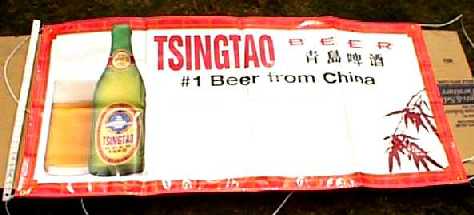 TSINGTAO BEER
青島啤酒
#1 Beer from China
TSINGTAO